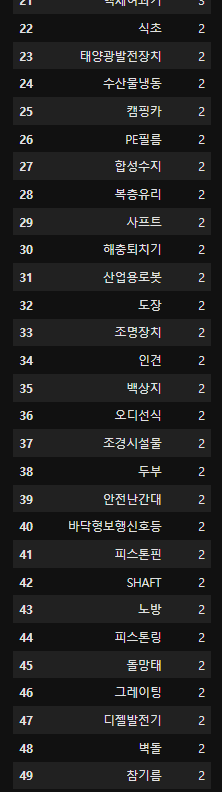 22 식초 2
23 태양광발전장치 2
24 수산물냉동 2
25 캠핑카 2
26 PE필름 2
27 합성수지 2
28 복층유리 2
29 사프트 2
30 해충퇴치기 2
31 산업용로봇 2
32 도장 2
33 조명장치 2
34 인견 2
35 백상지 2
36 오디선식 2
37 조경시설물 2
38 두부 2
39 안전난간대 2
40 바닥형보행신호등 2
41 피스톤핀 2
42 SHAFT 2
43 노방 2
44 피스톤링 2
45 돌망태 2
46 그레이팅 2
47 디젤발전기 2
48 벽돌 2
49 참기름 2